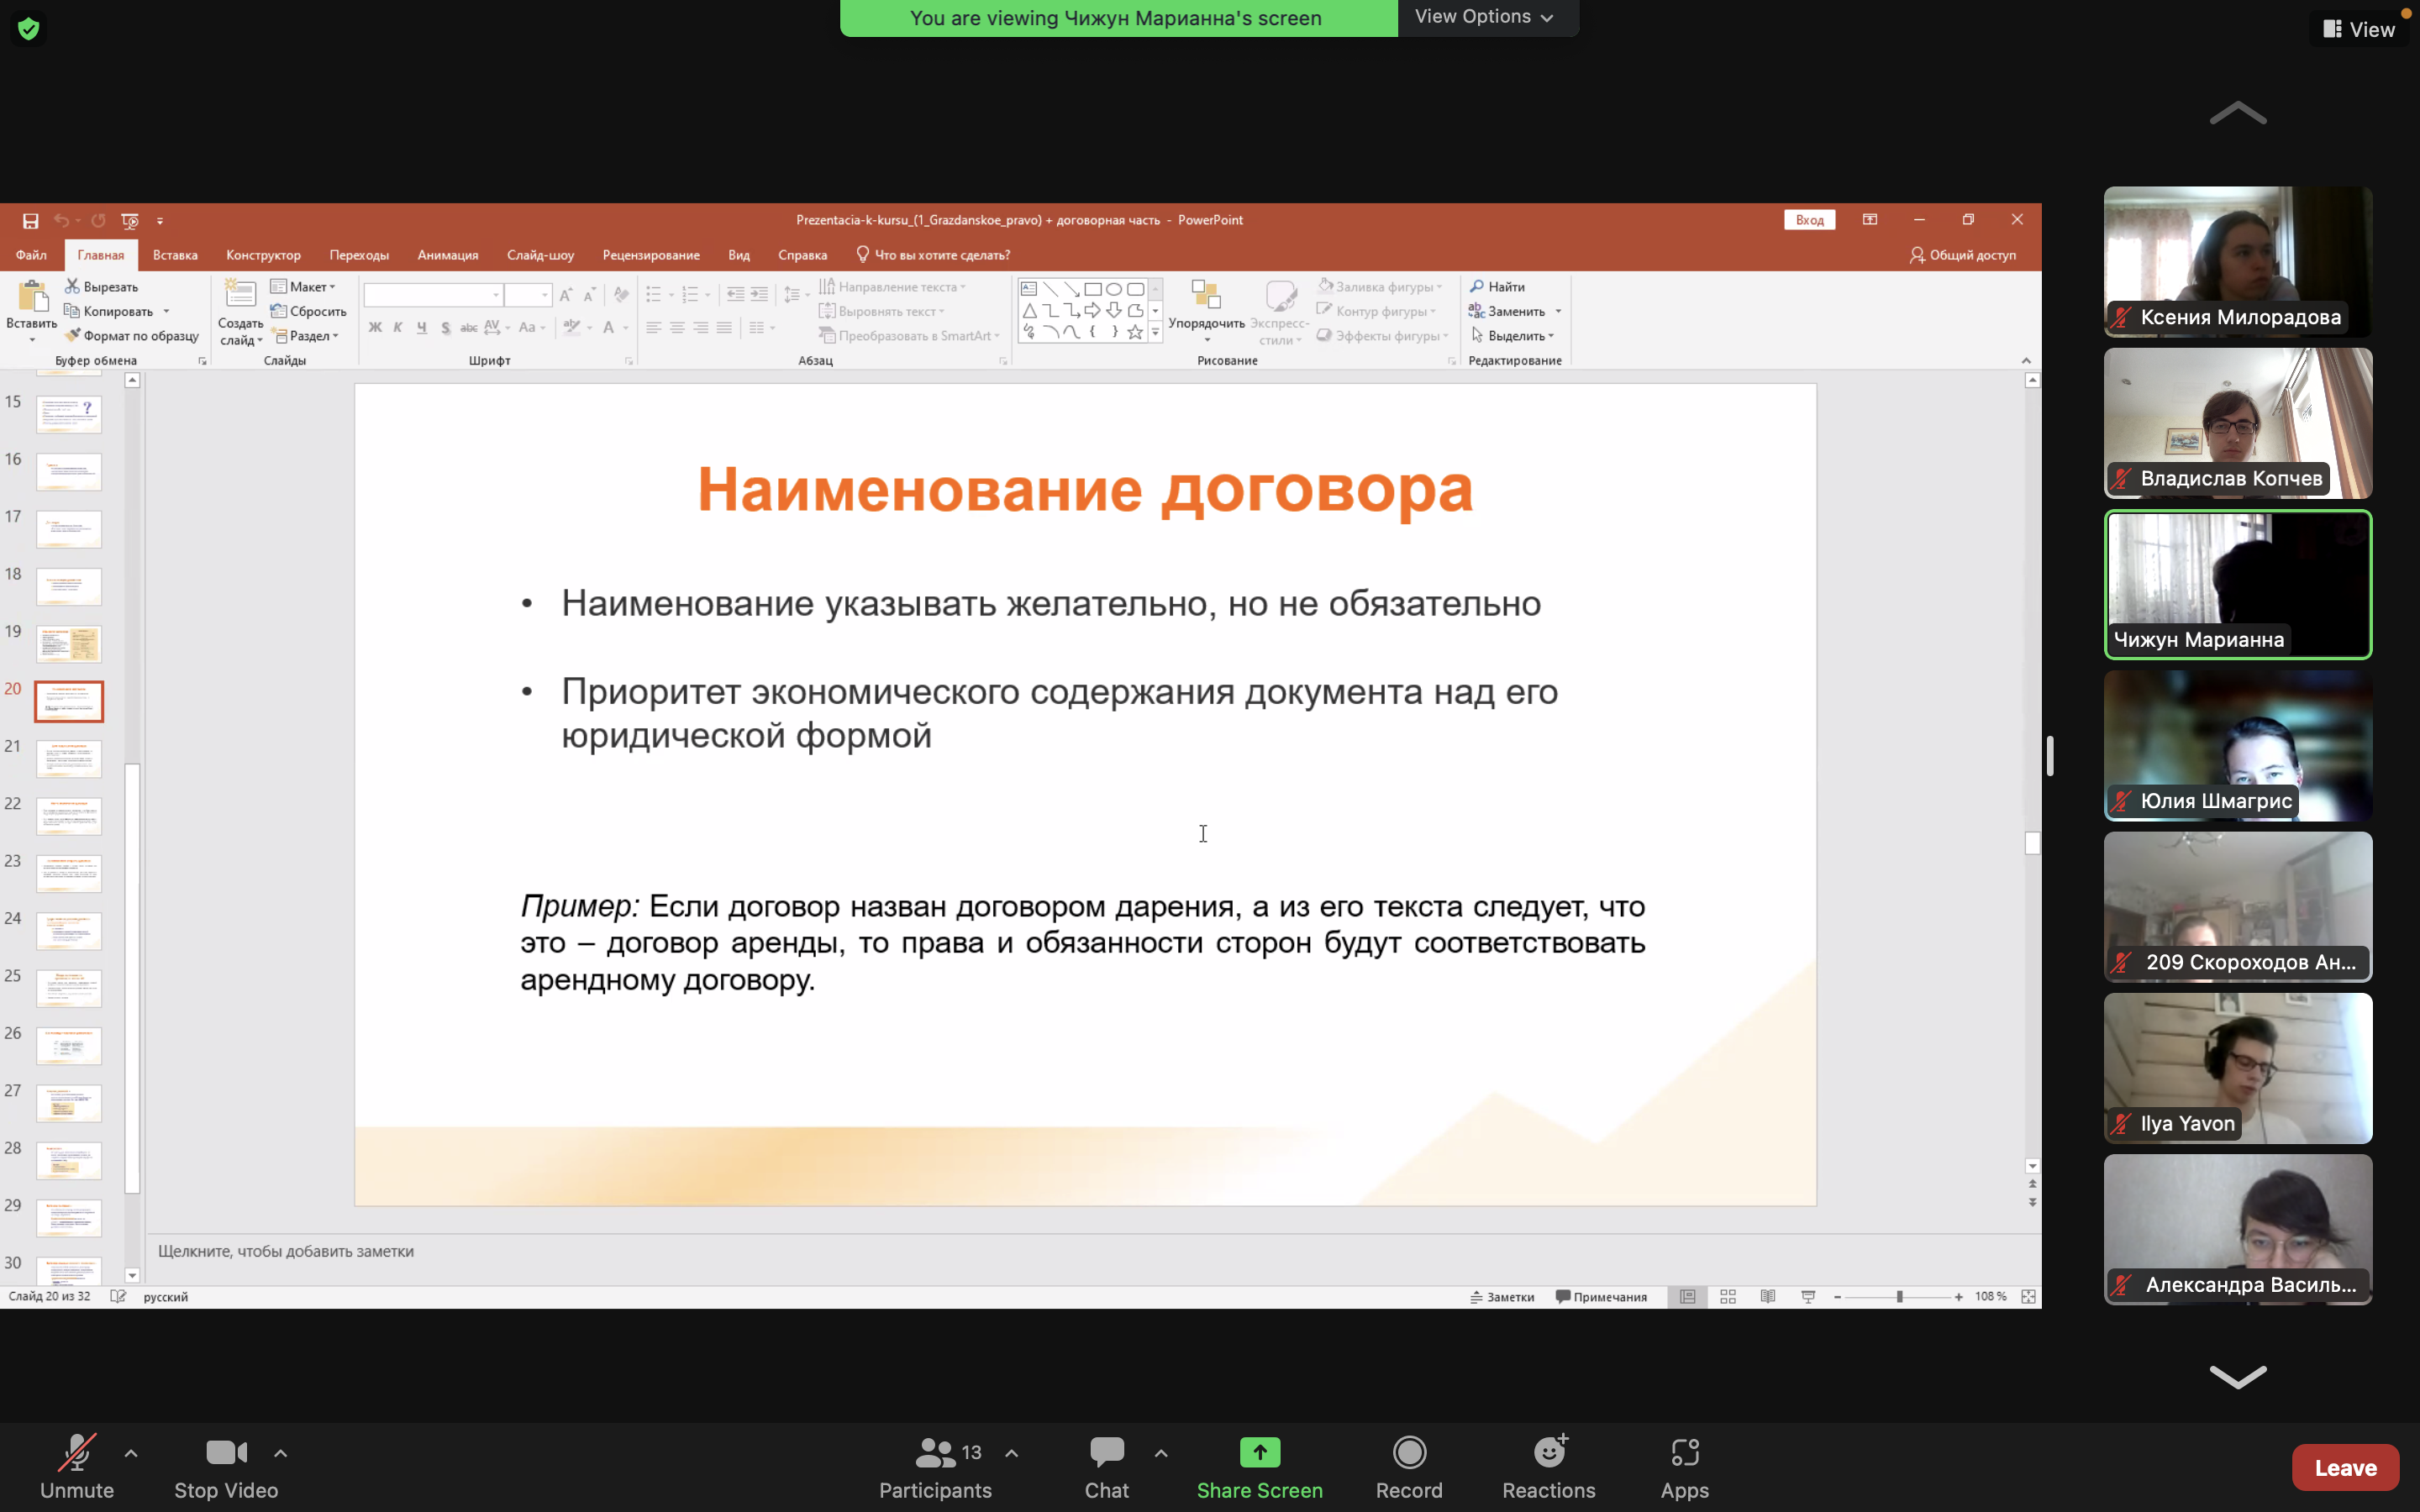 You are viewing Чижун Марианна's screen
View Options
View
Prezentacia-k-kursu_(1_Grazdanskoe_pravo) + договорная часть - PowerPoint
Вход
Файл Главная Вставка Конструктор Переходы Анимация Слайд-шоу Рецензирование Вид Справка Что вы хотите сделать? Общий доступ
Вставить
Вырезать
Копировать
Формат по образцу
Буфер обмена
Создать слайд
Макет
Сбросить
Раздел
Слайды
Ж К Ч S abc AV Aa A
Шрифт
Направление текста
Выровнять текст
Преобразовать в SmartArt
Абзац
Упорядочить
Экспресс-стили
Заливка фигуры
Контур фигуры
Эффекты фигуры
Рисование
Найти
Заменить
Выделить
Редактирование
15
16
17
18
19
20
21
22
23
24
25
26
27
28
29
30
Наименование договора
• Наименование указывать желательно, но не обязательно
• Приоритет экономического содержания документа над его
юридической формой
Пример: Если договор назван договором дарения, а из его текста следует, что
это – договор аренды, то права и обязанности сторон будут соответствовать
арендному договору.
Щелкните, чтобы добавить заметки
Слайд 20 из 32 русский Заметки Примечания 108 %
Ксения Милорадова
Владислав Копчев
Чижун Марианна
Юлия Шмагрис
209 Скороходов Ан...
Ilya Yavon
Александра Василь...
Unmute
Stop Video
13
Participants
Chat
Share Screen
Record
Reactions
Apps
Leave